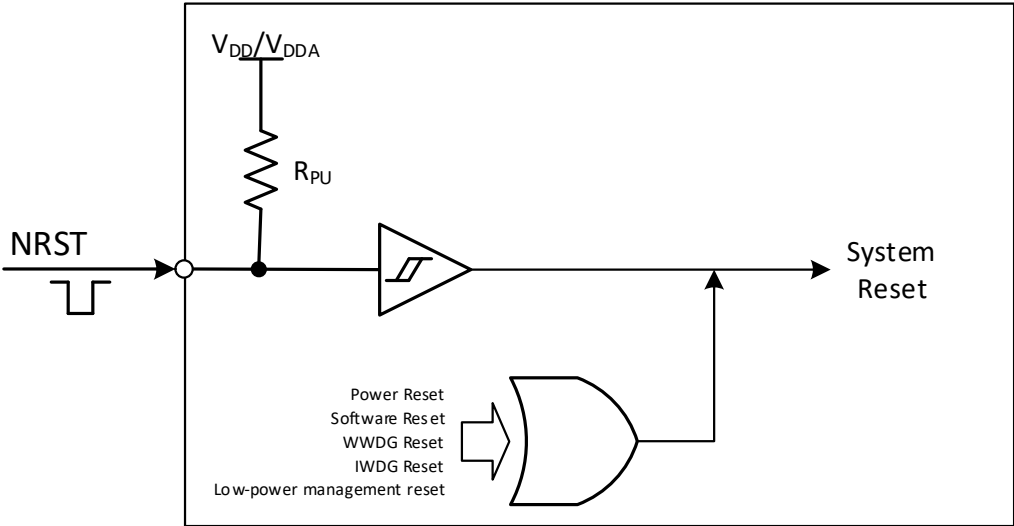 VDD/VDDA
RPU
NRST
System
Reset
Power Reset
Software Reset
WWDG Reset
IWDG Reset
Low-power management reset